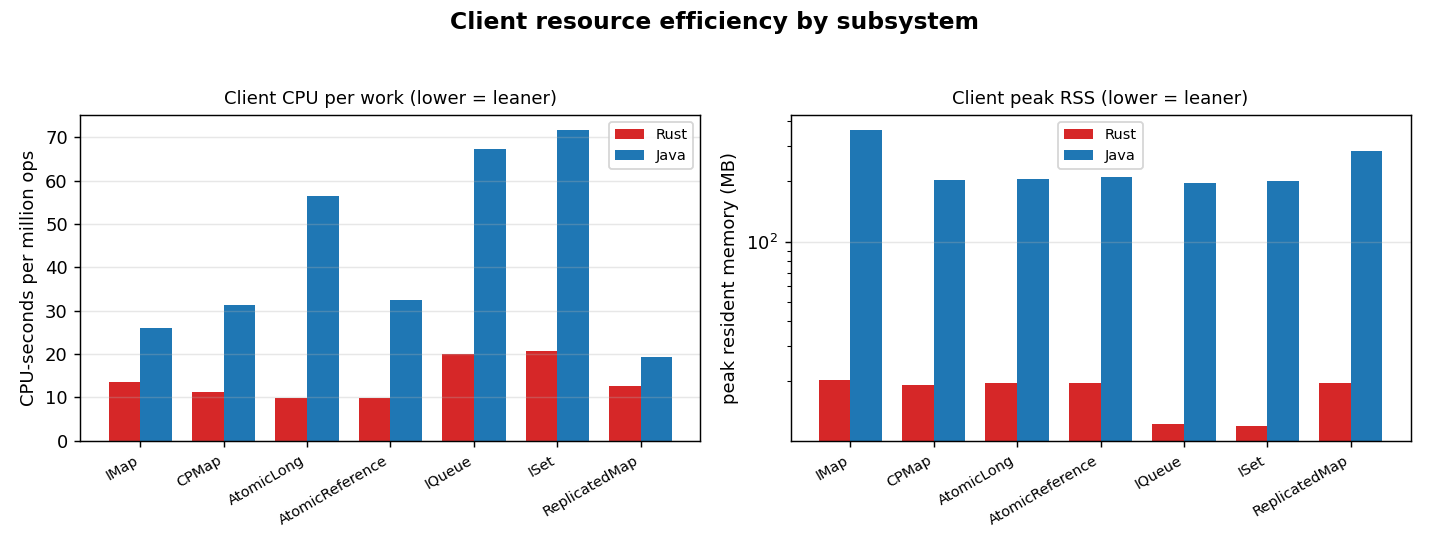 Client resource efficiency by subsystem
Client CPU per work (lower = leaner)
CPU-seconds per million ops
70
60
50
40
30
20
10
0
Rust
Java
IMap
CPMap
AtomicLong
AtomicReference
IQueue
ISet
ReplicatedMap
Client peak RSS (lower = leaner)
peak resident memory (MB)
10²
Rust
Java
IMap
CPMap
AtomicLong
AtomicReference
IQueue
ISet
ReplicatedMap